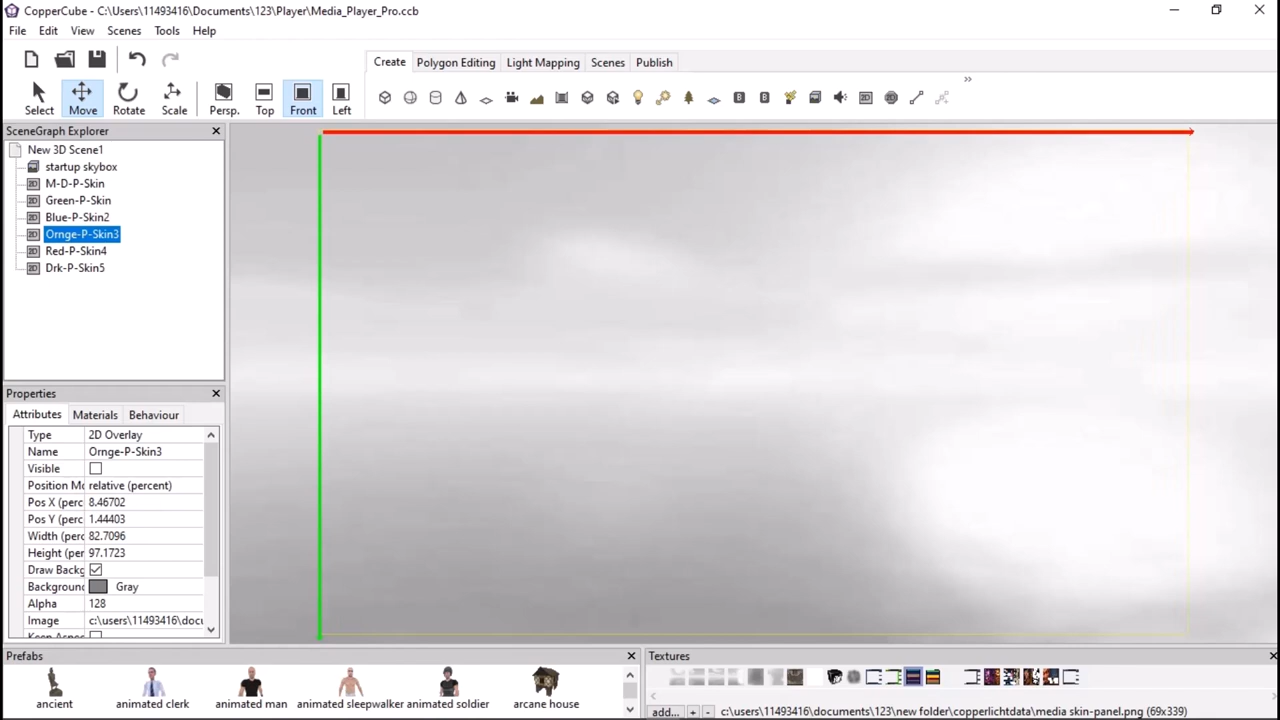 CopperCube - C:\Users\11493416\Documents\123\Player\Media_Player_Pro.ccb
File Edit View Scenes Tools Help
Create Polygon Editing Light Mapping Scenes Publish
Select Move Rotate Scale Persp. Top Front Left
SceneGraph Explorer
New 3D Scene1
startup skybox
M-D-P-Skin
Green-P-Skin
Blue-P-Skin2
Ornge-P-Skin3
Red-P-Skin4
Drk-P-Skin5
Properties
Attributes Materials Behaviour
Type 2D Overlay
Name Ornge-P-Skin3
Visible
Position Mo relative (percent)
Pos X (perc 8.46702
Pos Y (perc 1.44403
Width (perc 82.7096
Height (per 97.1723
Draw Backg
Background Gray
Alpha 128
Image c:\users\11493416\docu
Keep Aspec
Prefabs
ancient animated clerk animated man animated sleepwalker animated soldier arcane house
Textures
add... + - c:\users\11493416\documents\123\new folder\copperlichtdata\media skin-panel.png (69x339)